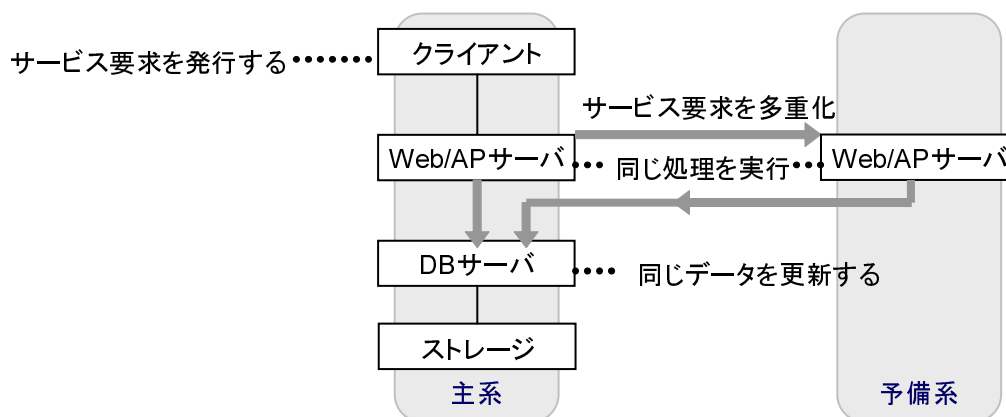 クライアント
サービス要求を発行する
サービス要求を多重化
Web/APサーバ
同じ処理を実行
Web/APサーバ
DBサーバ
同じデータを更新する
ストレージ
主系
予備系